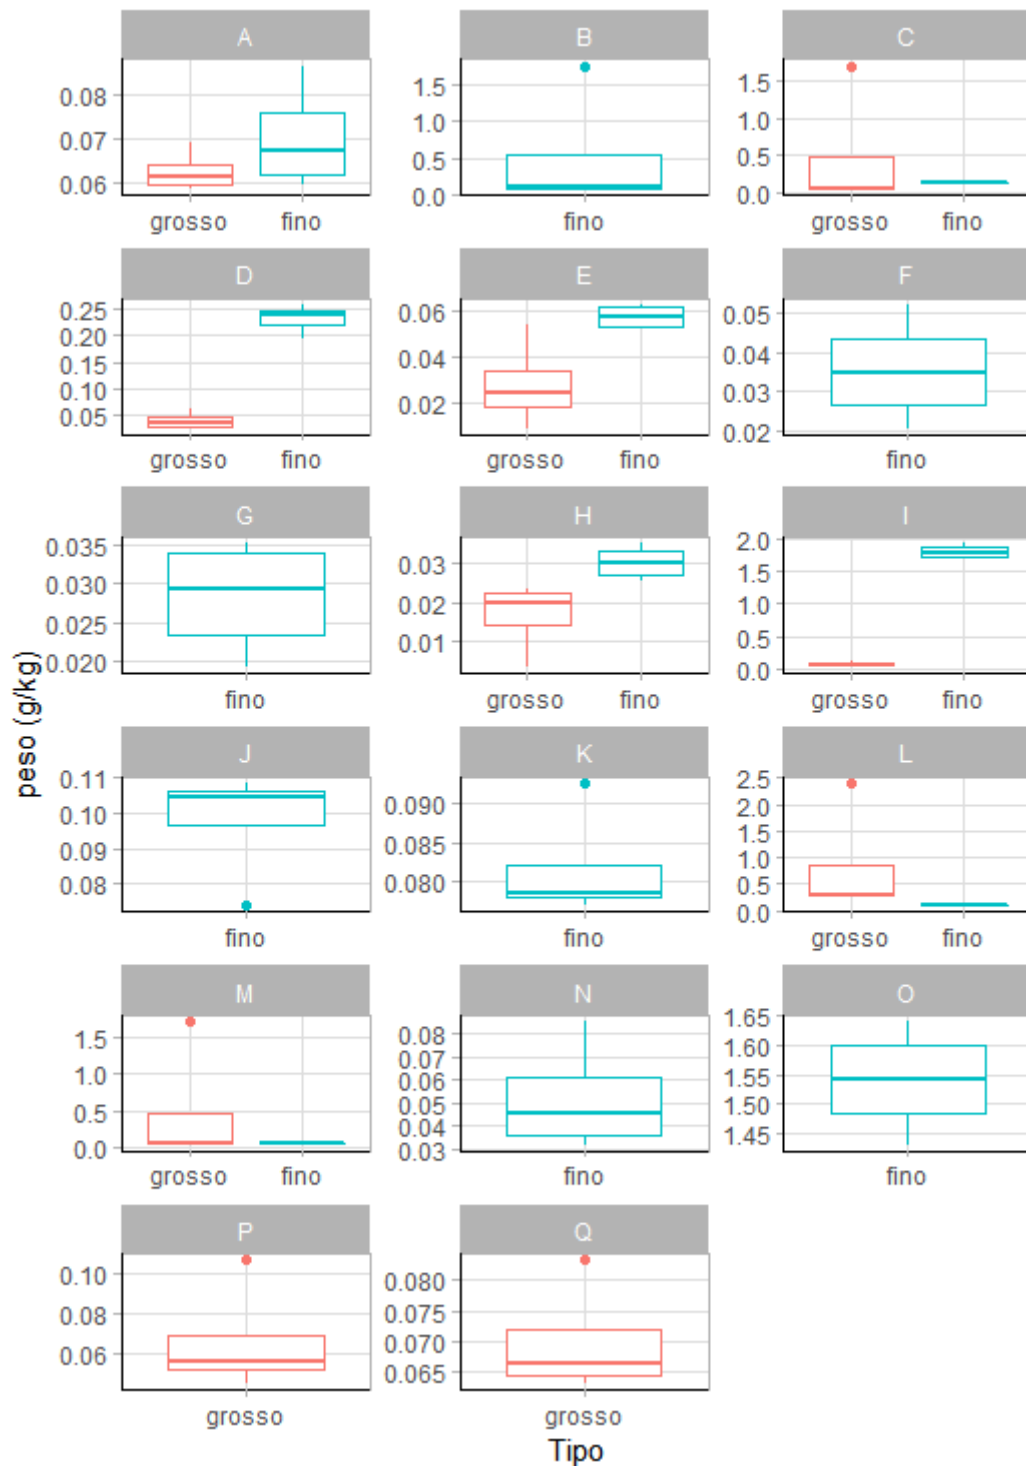 A B C
0.08 1.5 1.5
0.07 1.0 1.0
0.06 0.5 0.5
0.0 0.0
grosso fino fino grosso fino
D E F
0.25 0.06 0.05
0.20 0.04 0.04
0.15 0.02 0.03
0.10 0.02
0.05
grosso fino grosso fino fino
G H I
0.035 0.03 2.0
0.030 0.02 1.5
0.025 0.01 1.0
0.020 0.5
0.0
fino grosso fino grosso fino
peso (g/kg)
J K L
0.11 0.090 2.5
0.10 0.085 2.0
0.09 0.080 1.5
0.08 1.0
0.5
0.0
fino fino grosso fino
M N O
1.5 0.08 1.65
1.0 0.07 1.60
0.5 0.06 1.55
0.0 0.05 1.50
0.04 1.45
0.03
grosso fino fino fino
P Q
0.10 0.080
0.08 0.075
0.06 0.070
0.065
grosso grosso
Tipo